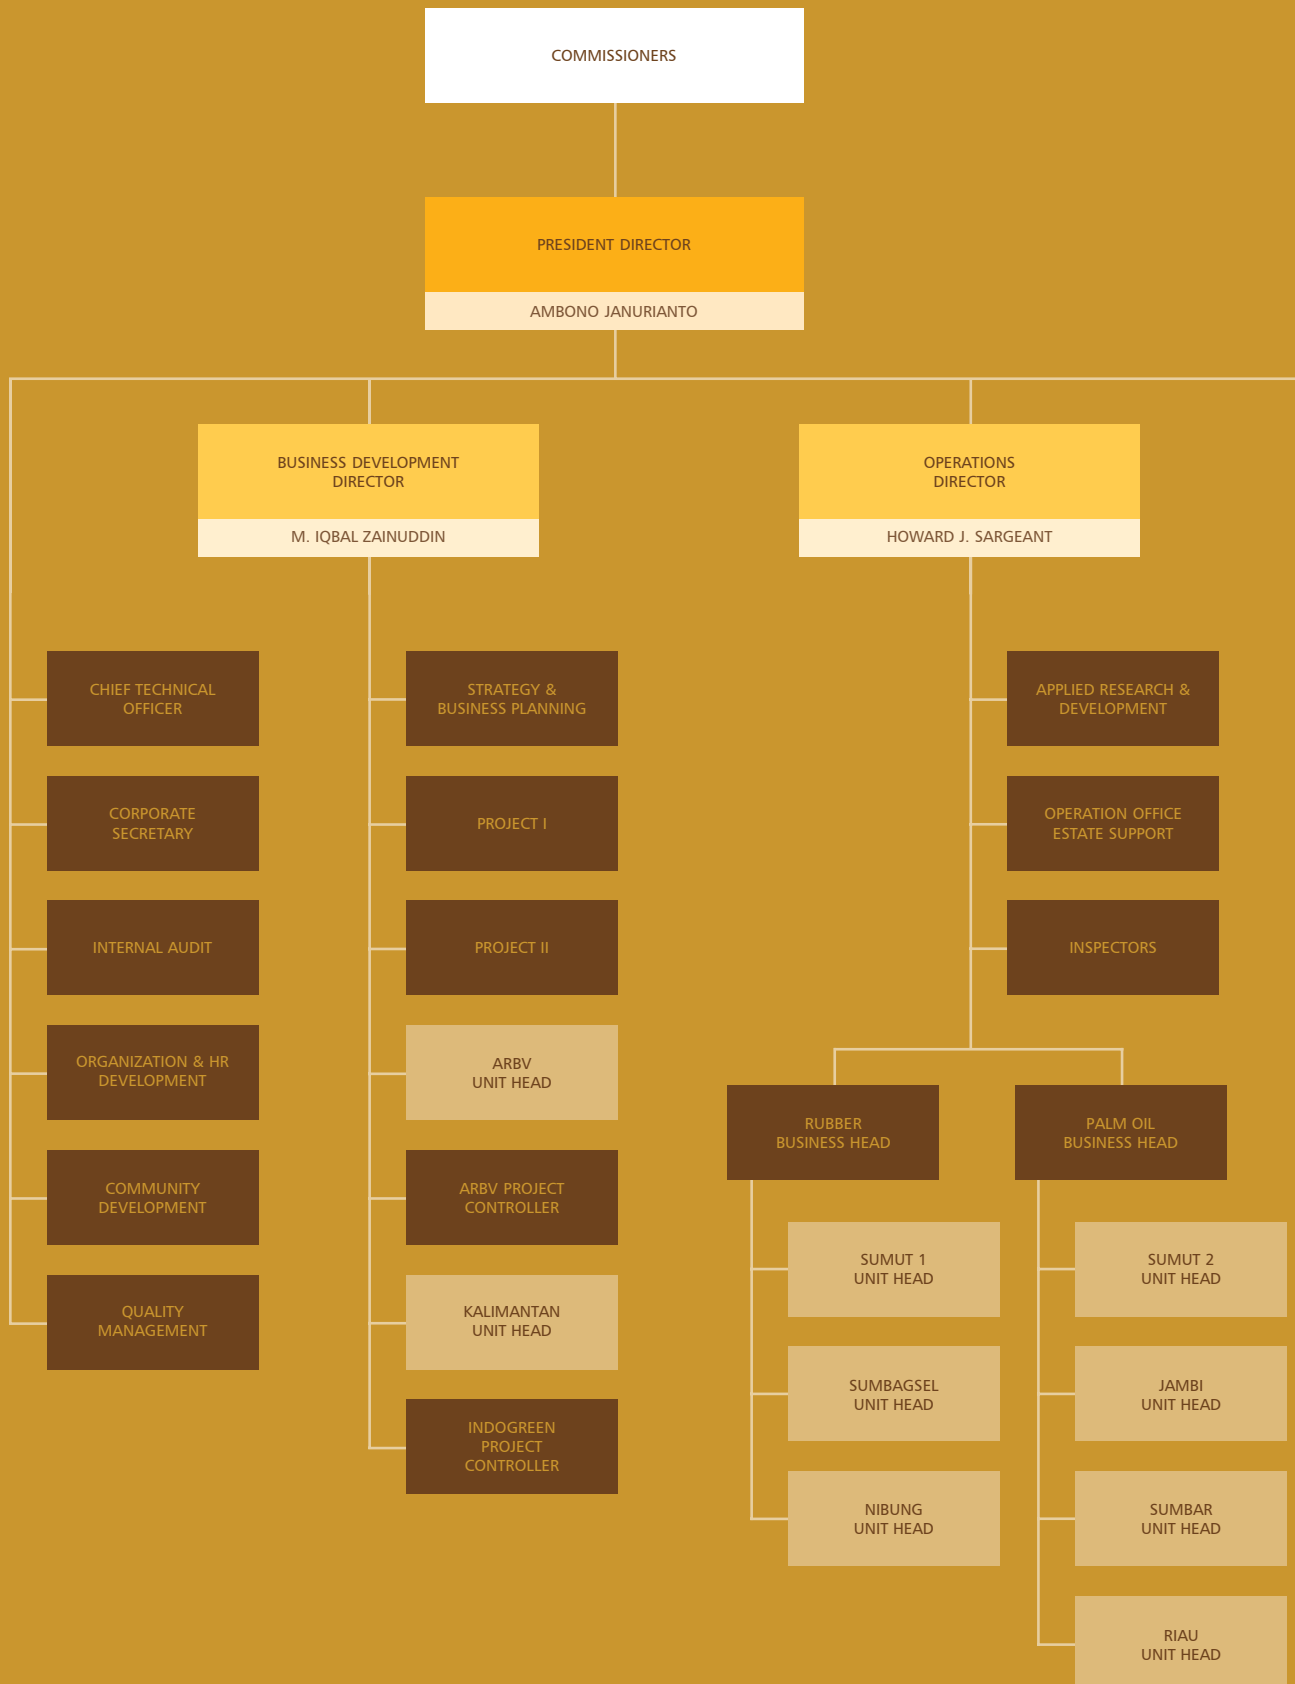 COMMISSIONERS
PRESIDENT DIRECTOR
AMBONO JANURIANTO
BUSINESS DEVELOPMENT
DIRECTOR
M. IQBAL ZAINUDDIN
OPERATIONS
DIRECTOR
HOWARD J. SARGEANT
CHIEF TECHNICAL
OFFICER
CORPORATE
SECRETARY
INTERNAL AUDIT
ORGANIZATION & HR
DEVELOPMENT
COMMUNITY
DEVELOPMENT
QUALITY
MANAGEMENT
STRATEGY &
BUSINESS PLANNING
PROJECT I
PROJECT II
ARBV
UNIT HEAD
ARBV PROJECT
CONTROLLER
KALIMANTAN
UNIT HEAD
INDOGREEN
PROJECT
CONTROLLER
APPLIED RESEARCH &
DEVELOPMENT
OPERATION OFFICE
ESTATE SUPPORT
INSPECTORS
RUBBER
BUSINESS HEAD
SUMUT 1
UNIT HEAD
SUMBAGSEL
UNIT HEAD
NIBUNG
UNIT HEAD
PALM OIL
BUSINESS HEAD
SUMUT 2
UNIT HEAD
JAMBI
UNIT HEAD
SUMBAR
UNIT HEAD
RIAU
UNIT HEAD